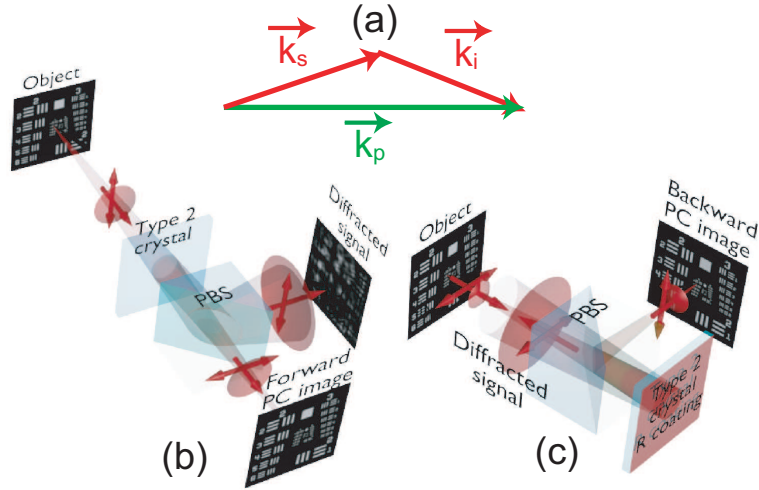 (a)
k_s
k_i
k_p
Object
Type 2
crystal
PBS
Diffracted
signal
Forward
PC image
(b)
Object
Backward
PC image
PBS
Diffracted
signal
Type 2
crystal
R coating
(c)